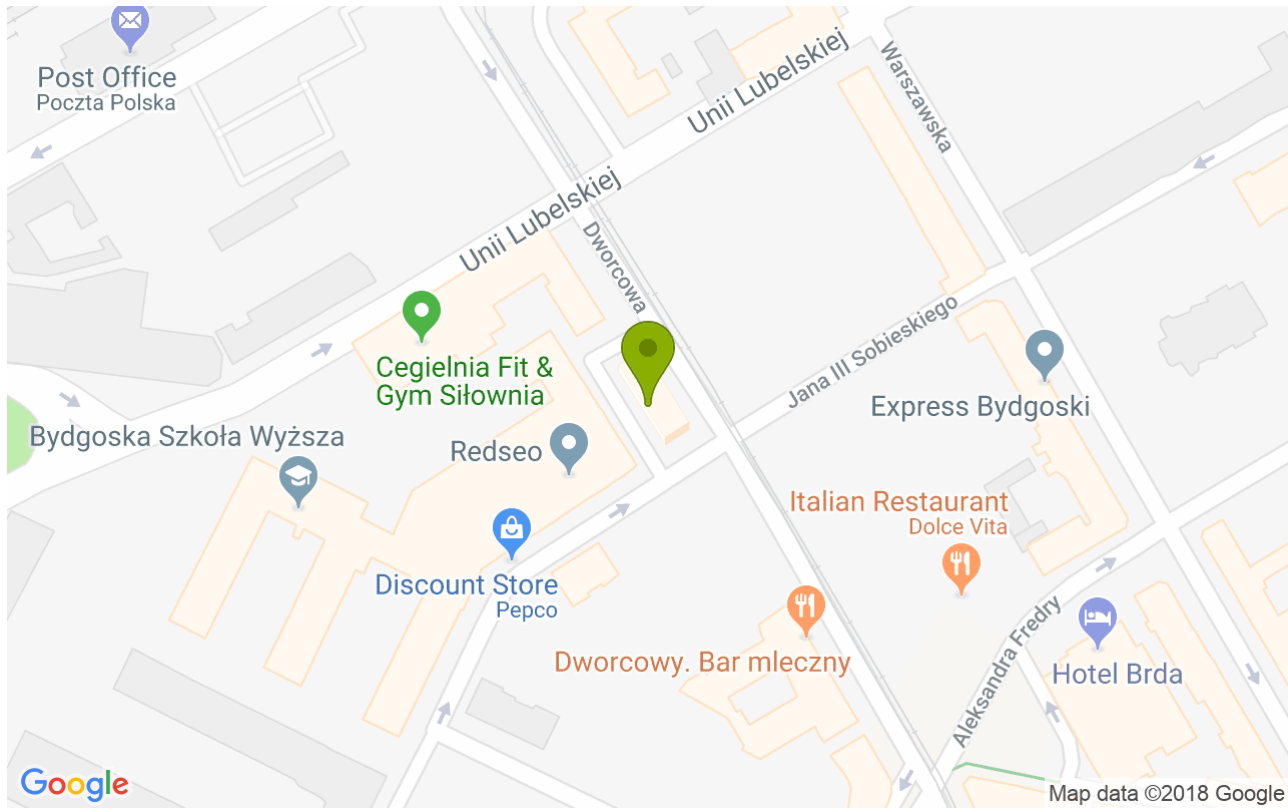 Post Office
Poczta Polska
Unii Lubelskiej
Warszawska
Unii Lubelskiej
Dworcowa
Jana III Sobieskiego
Cegielnia Fit &
Gym Siłownia
Express Bydgoski
Bydgoska Szkoła Wyższa
Redseo
Italian Restaurant
Dolce Vita
Discount Store
Pepco
Aleksandra Fredry
Dworcowy. Bar mleczny
Hotel Brda
Google
Map data ©2018 Google